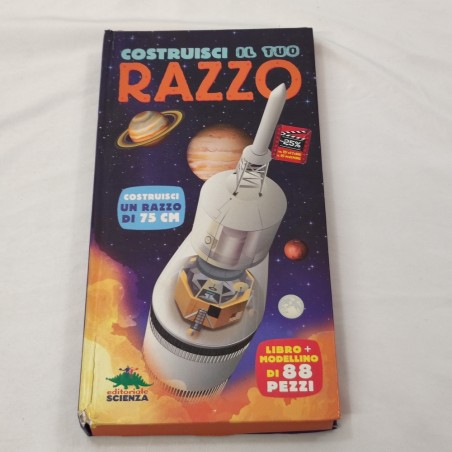 COSTRUISCI IL TUO
RAZZO
-25%
COSTRUISCI
UN RAZZO
DI 75 CM
LIBRO +
MODELLINO
DI 88
PEZZI
editoriale
SCIENZA